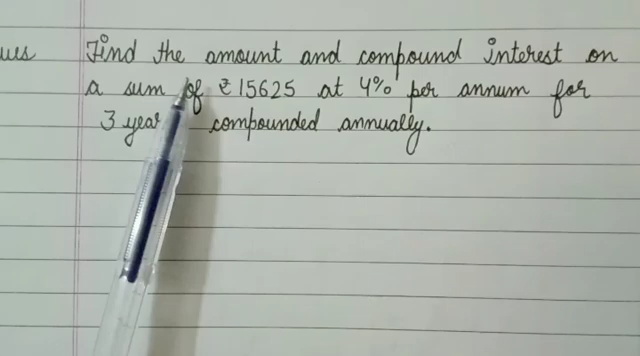 ues Find the amount and compound interest on
a sum of ₹15625 at 4% per annum for
3 year compounded annually.